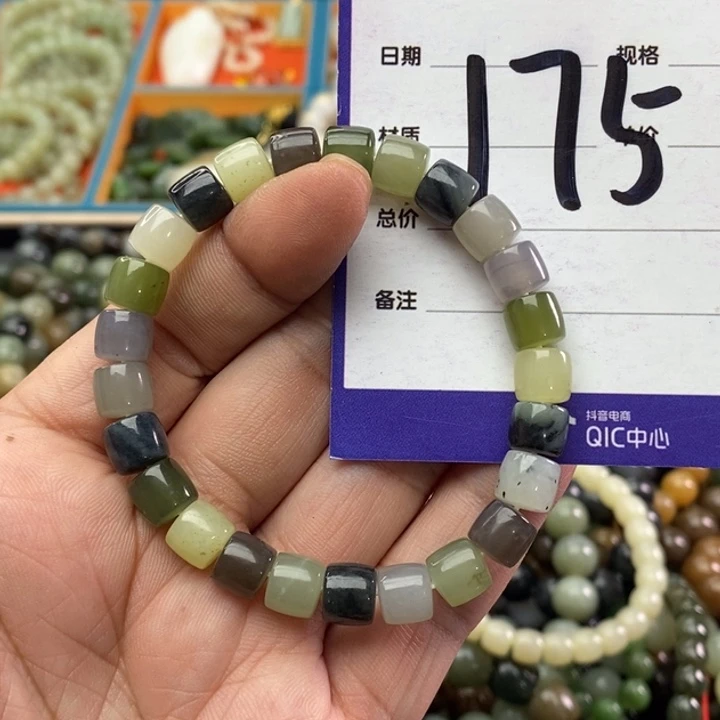 日期 规格
175
材质 单价
总价
备注
抖音电商
QIC中心